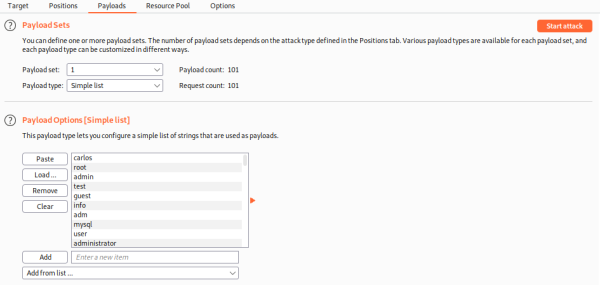 Target Positions Payloads Resource Pool Options
? Payload Sets Start attack
You can define one or more payload sets. The number of payload sets depends on the attack type defined in the Positions tab. Various payload types are available for each payload set, and
each payload type can be customized in different ways.
Payload set: 1 Payload count: 101
Payload type: Simple list Request count: 101
? Payload Options [Simple list]
This payload type lets you configure a simple list of strings that are used as payloads.
Paste
Load ...
Remove
Clear
carlos
root
admin
test
guest
info
adm
mysql
user
administrator
Add Enter a new item
Add from list ...